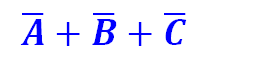 A̅ + B̅ + C̅